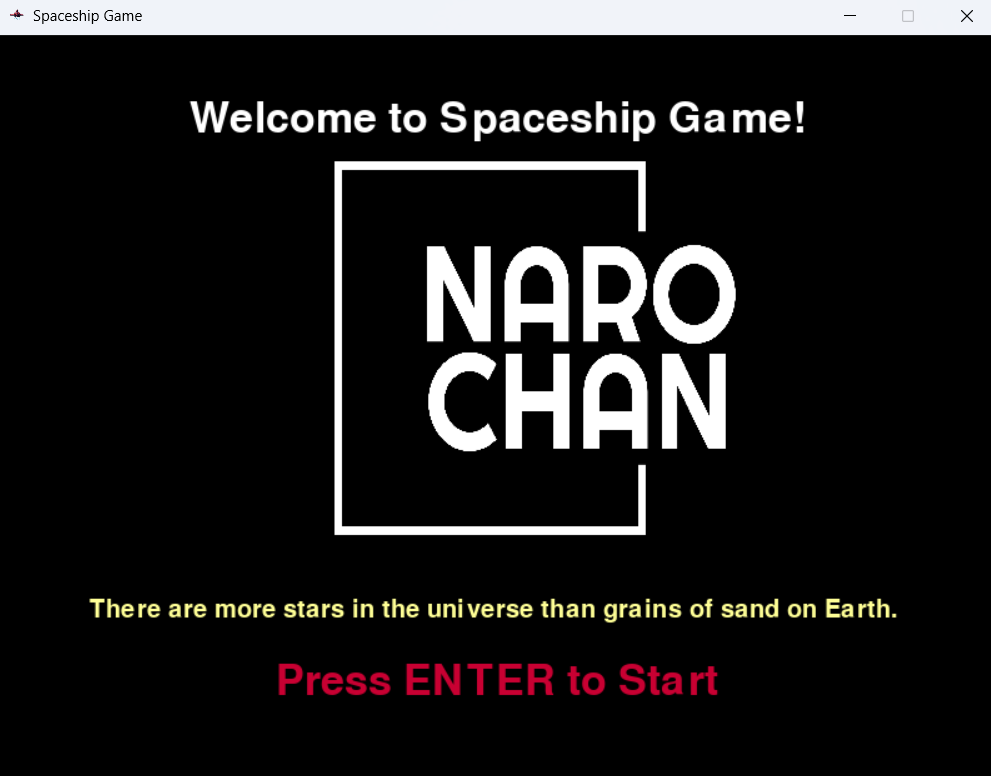 Spaceship Game
Welcome to Spaceship Game!
NARO
CHAN
There are more stars in the universe than grains of sand on Earth.
Press ENTER to Start